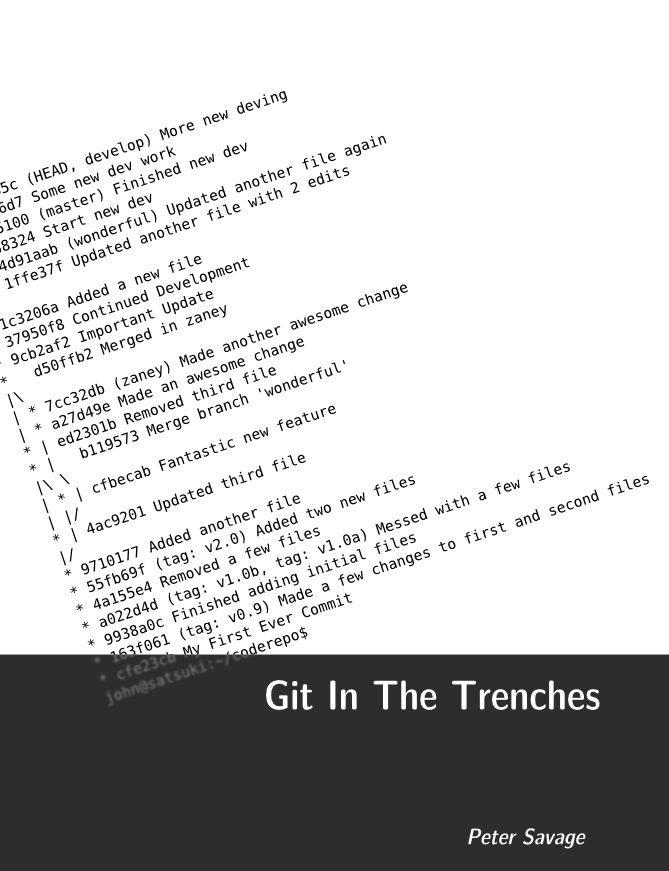 5c (HEAD, develop) More new deving
6d7 Some new dev work
5100 (master) Finished new dev
8324 Start new dev
4d91aab (wonderful) Updated another file again
1ffe37f Updated another file with 2 edits
1c3206a Added a new file
37950f8 Continued Development
* 9cb2af2 Important Update
*   d50ffb2 Merged in zaney
|\
| * 7cc32db (zaney) Made another awesome change
| * a27d49e Made an awesome change
* | ed2301b Removed third file
* |   b119573 Merge branch 'wonderful'
|\ \
| * | cfbecab Fantastic new feature
| |/
* | 4ac9201 Updated third file
|/
* 9710177 Added another file
* 55fb69f (tag: v2.0) Added two new files
* 4a155e4 Removed a few files
* a022d4d (tag: v1.0b, tag: v1.0a) Messed with a few files
* 9938a0c Finished adding initial files
* 163f061 (tag: v0.9) Made a few changes to first and second files
* cfe23cb My First Ever Commit
john@satsuki:~/coderepo$
Git In The Trenches
Peter Savage